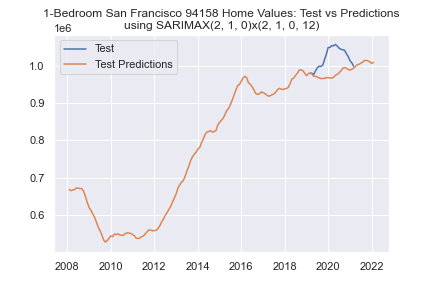 1-Bedroom San Francisco 94158 Home Values: Test vs Predictions
using SARIMAX(2, 1, 0)x(2, 1, 0, 12)
1e6
Test
Test Predictions
1.0
0.9
0.8
0.7
0.6
2008 2010 2012 2014 2016 2018 2020 2022